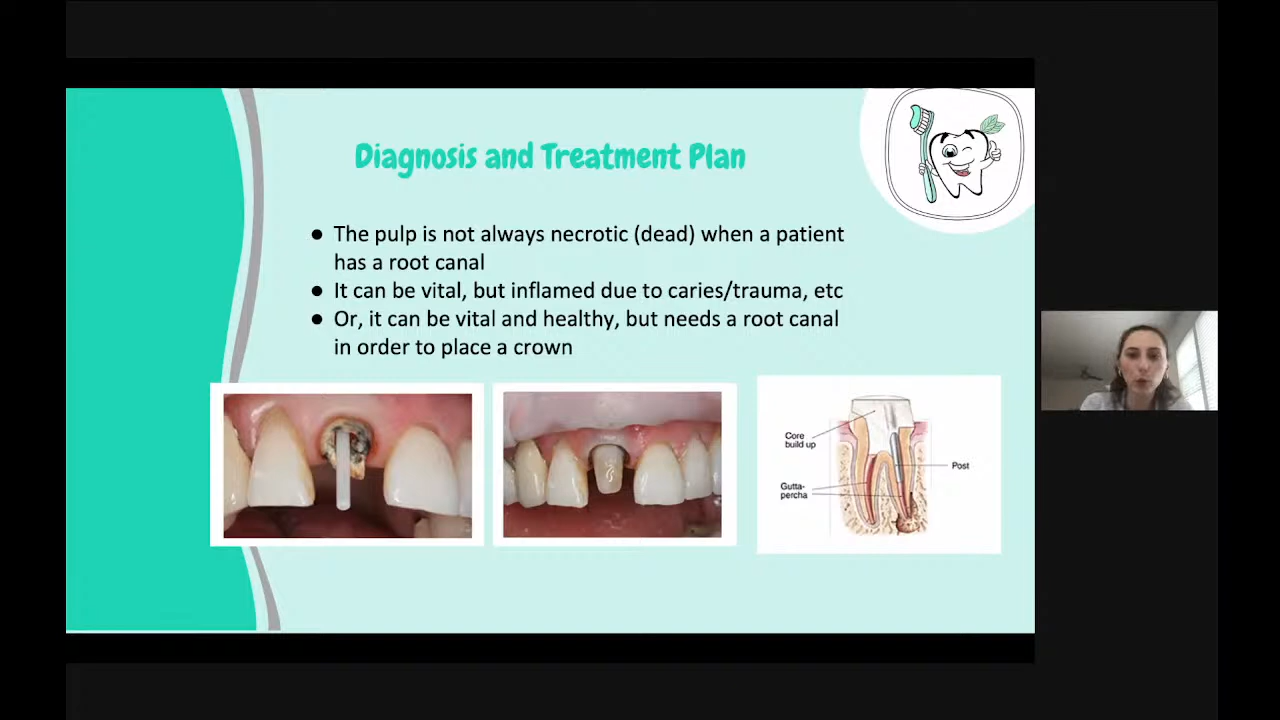 Diagnosis and Treatment Plan
● The pulp is not always necrotic (dead) when a patient
has a root canal
● It can be vital, but inflamed due to caries/trauma, etc
● Or, it can be vital and healthy, but needs a root canal
in order to place a crown
Core
build up
Post
Gutta-
percha